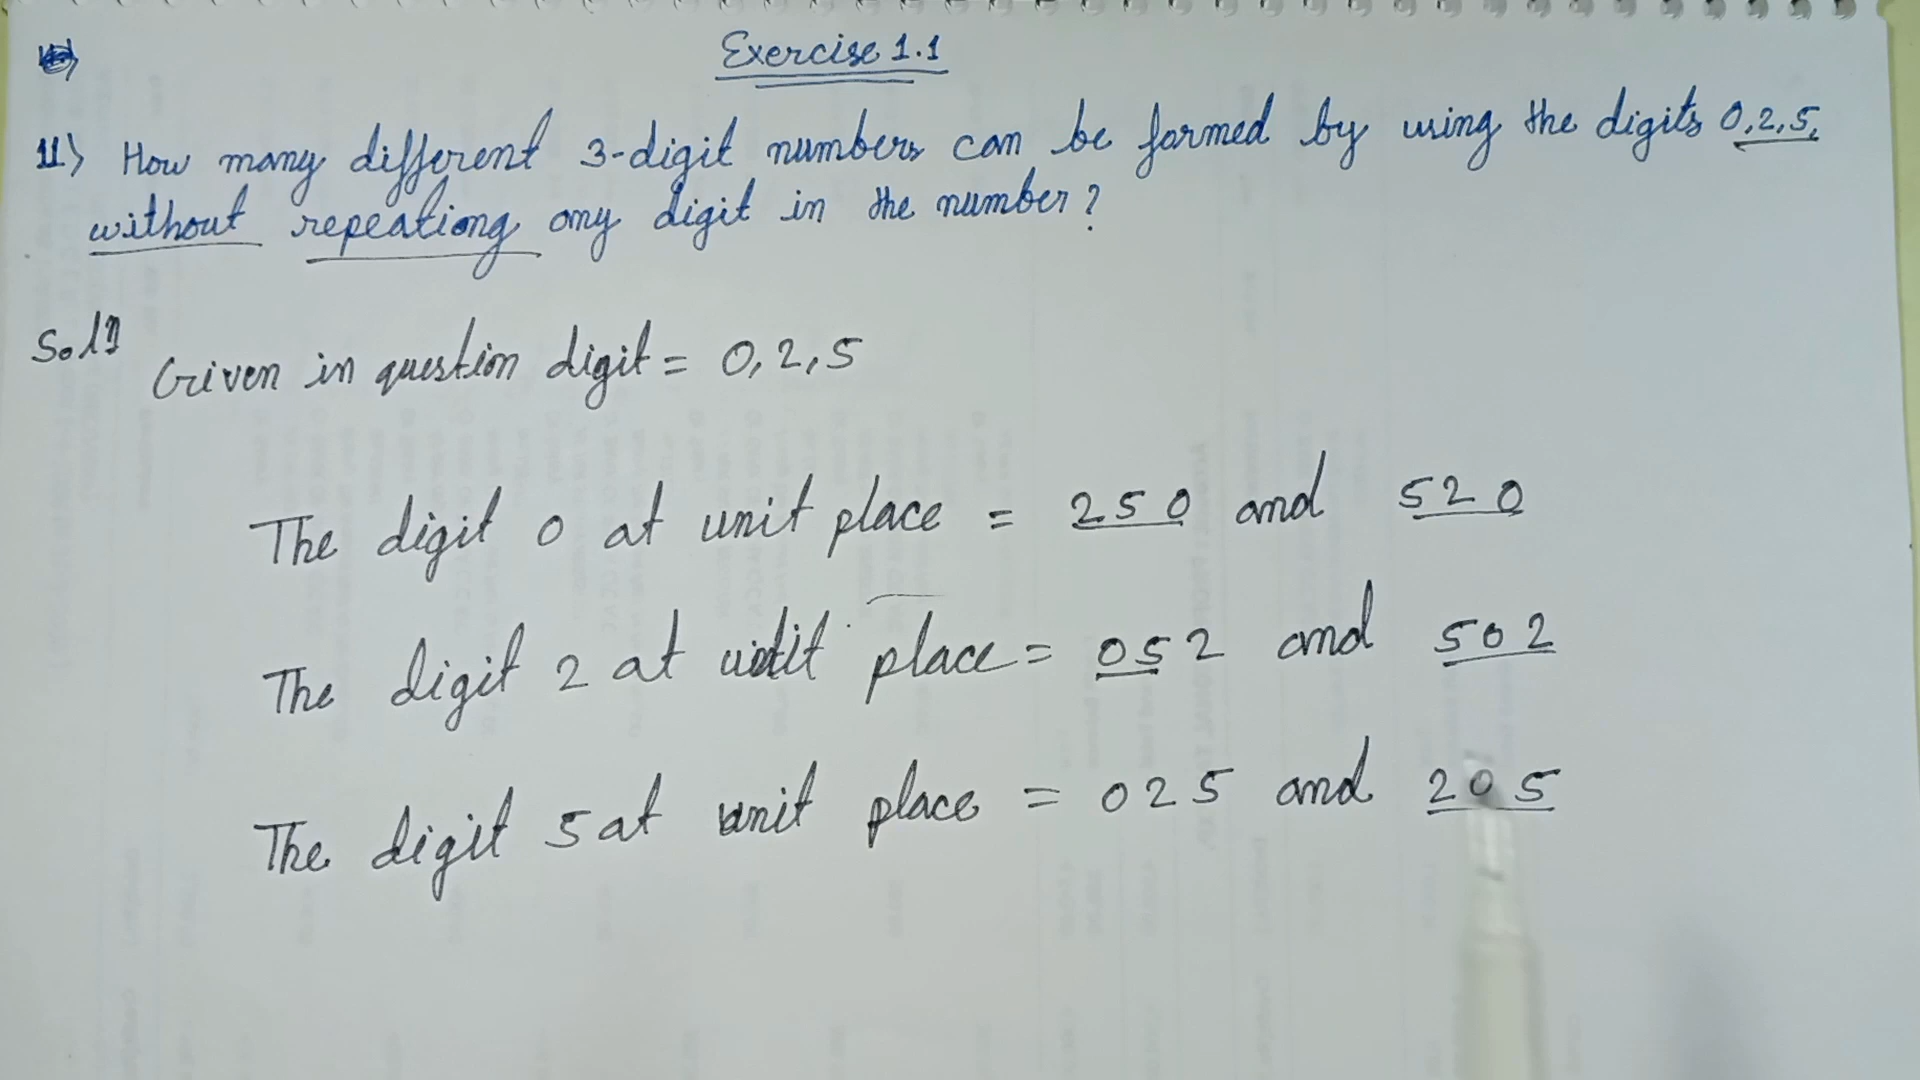 Exercise 1.1
11) How many different 3-digit numbers can be formed by using the digits 0,2,5,
without repeationg any digit in the number?
Soln
Given in question digit = 0,2,5
The digit 0 at unit place = 250 and 520
The digit 2 at unit place = 052 and 502
The digit 5 at unit place = 025 and 205